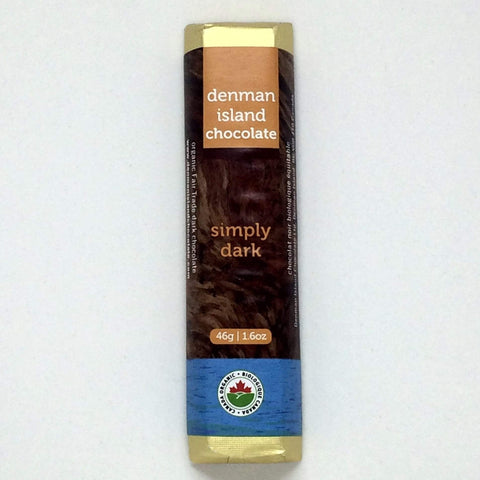 denman
island
chocolate
simply
dark
46g | 1.6oz
organic Fair Trade dark chocolate
chocolat noir biologique équitable
CANADA ORGANIC • BIOLOGIQUE CANADA •